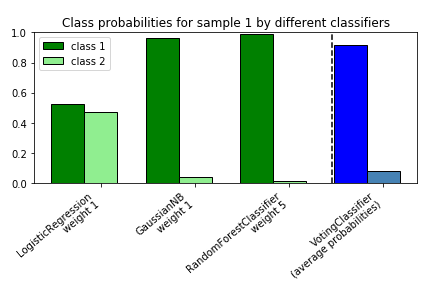 Class probabilities for sample 1 by different classifiers
1.0
0.8
0.6
0.4
0.2
0.0
class 1
class 2
LogisticRegression
weight 1
GaussianNB
weight 1
RandomForestClassifier
weight 5
VotingClassifier
(average probabilities)